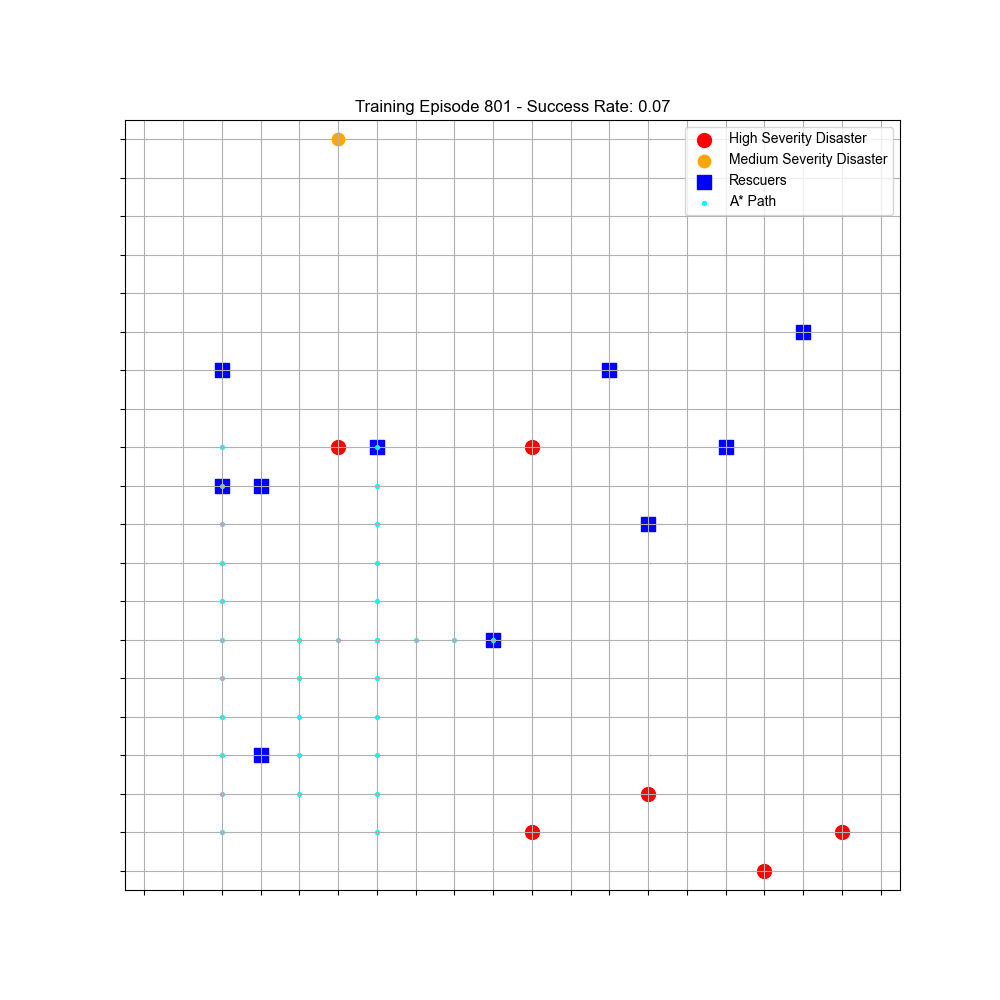 Training Episode 801 - Success Rate: 0.07
High Severity Disaster
Medium Severity Disaster
Rescuers
A* Path